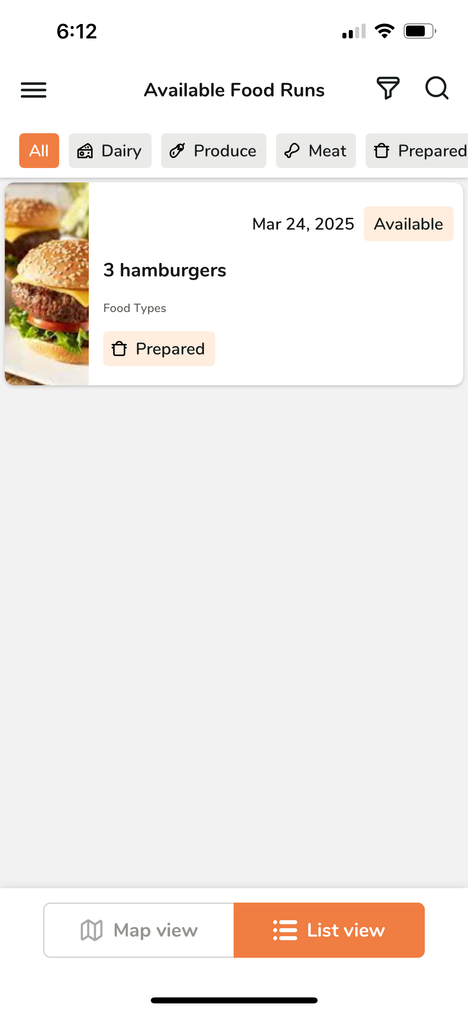 6:12
Available Food Runs
All Dairy Produce Meat Prepared
Mar 24, 2025 Available
3 hamburgers
Food Types
Prepared
Map view List view